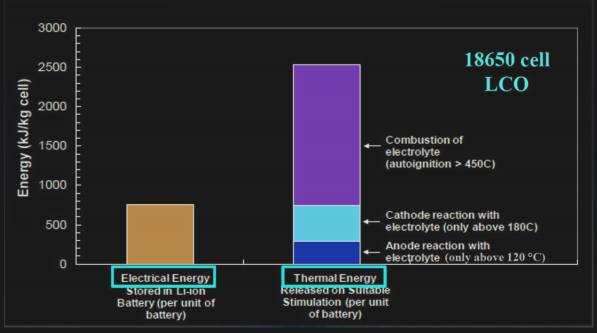 3000
2500
2000
1500
1000
500
0
Energy (kJ/kg cell)
18650 cell
LCO
Combustion of
electrolyte
(autoignition > 450C)
Cathode reaction with
electrolyte (only above 180C)
Anode reaction with
electrolyte (only above 120 °C)
Electrical Energy
Stored in Li-ion
Battery (per unit of
battery)
Thermal Energy
Released on Suitable
Stimulation (per unit
of battery)